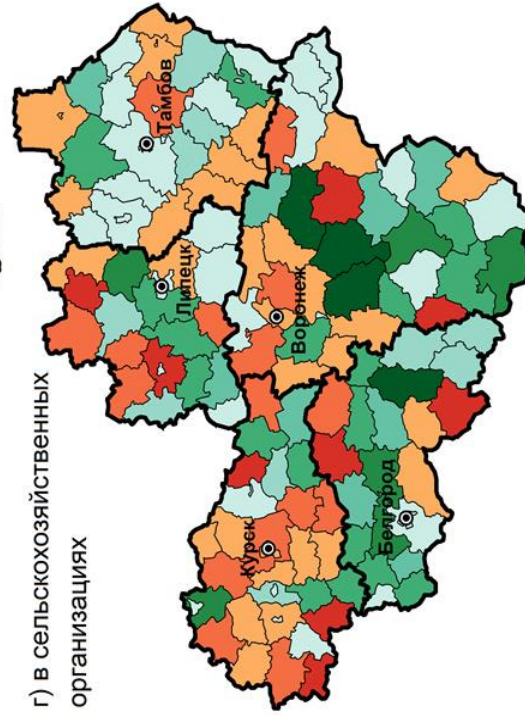 г) в сельскохозяйственных
организациях
Тамбов
Липецк
Воронеж
Курск
Белгород